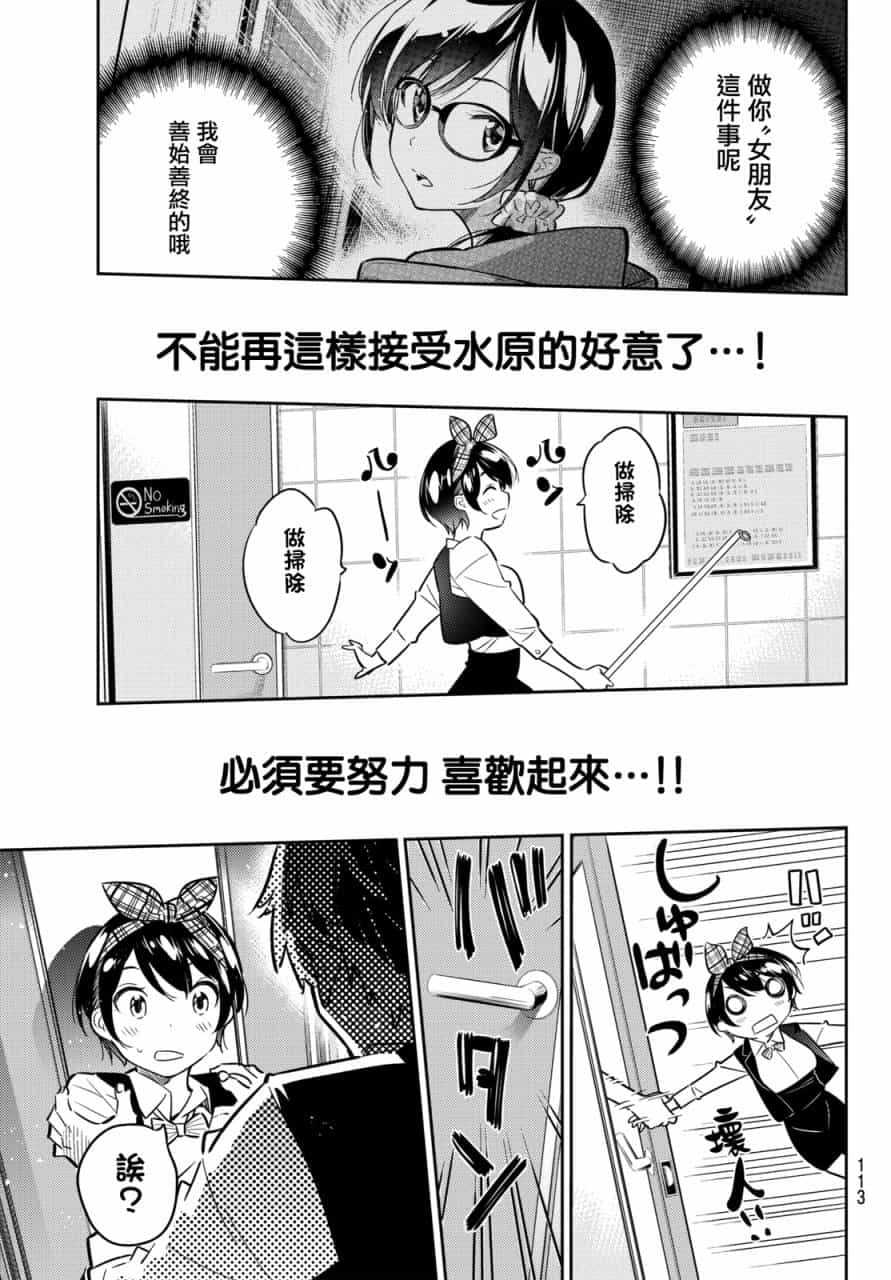 做你〝女朋友〟
這件事呢
我會
善始善終的哦
不能再這樣接受水原的好意了…！
做掃除
做掃除
No
Smoking
必須要努力 喜歡起來…!!
しゅばっ
壞人!!
バタン
誒？
113